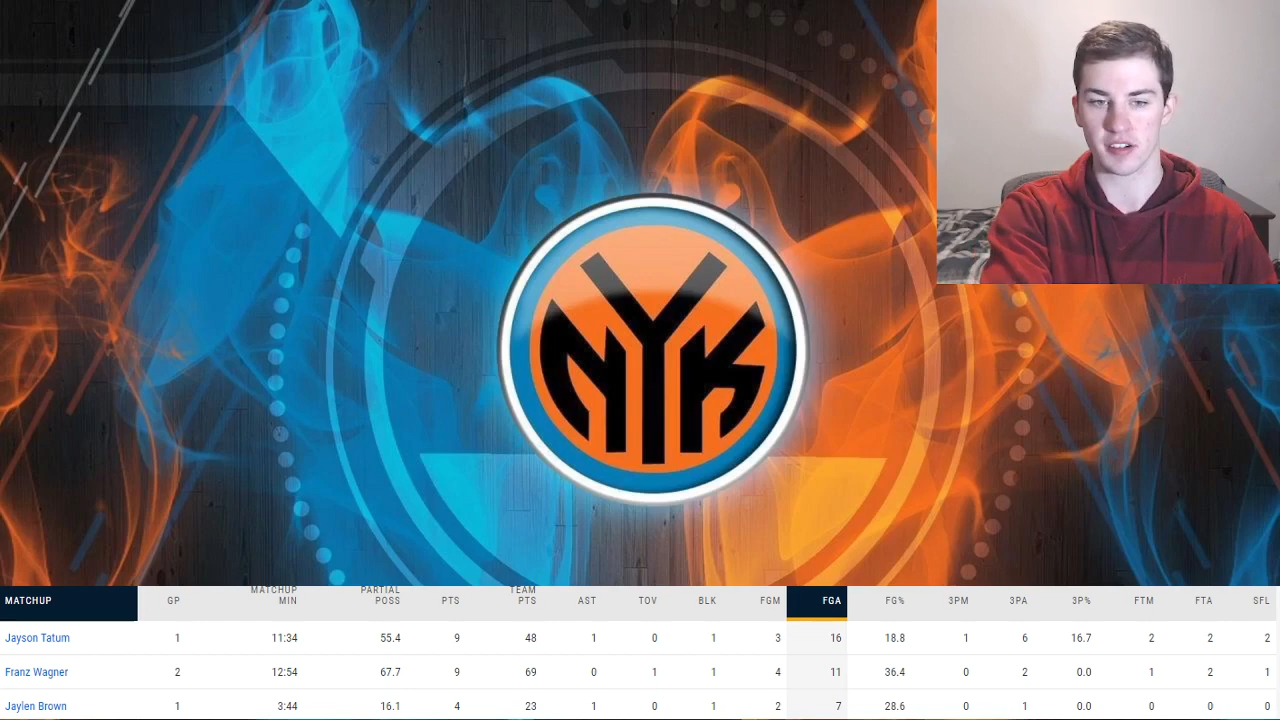 NYK
MATCHUP GP MATCHUP MIN PARTIAL POSS PTS TEAM PTS AST TOV BLK FGM FGA FG% 3PM 3PA 3P% FTM FTA SFL
Jayson Tatum 1 11:34 55.4 9 48 1 0 1 3 16 18.8 1 6 16.7 2 2 2
Franz Wagner 2 12:54 67.7 9 69 0 1 1 4 11 36.4 0 2 0.0 1 2 1
Jaylen Brown 1 3:44 16.1 4 23 1 0 1 2 7 28.6 0 1 0.0 0 0 0